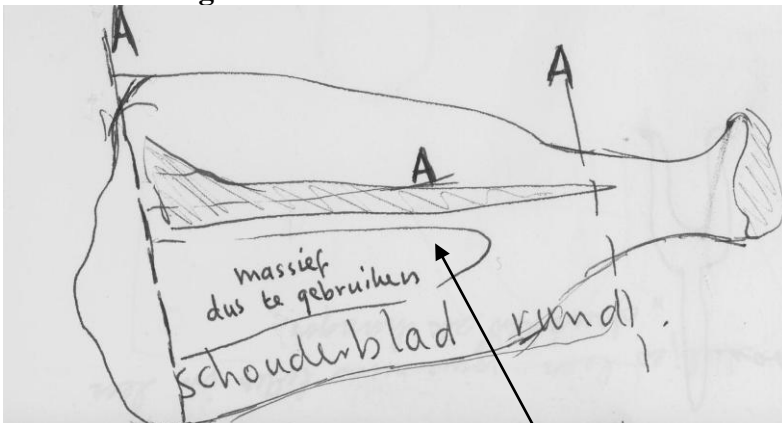 A
A
A
massief
dus te gebruiken
schouderblad rund